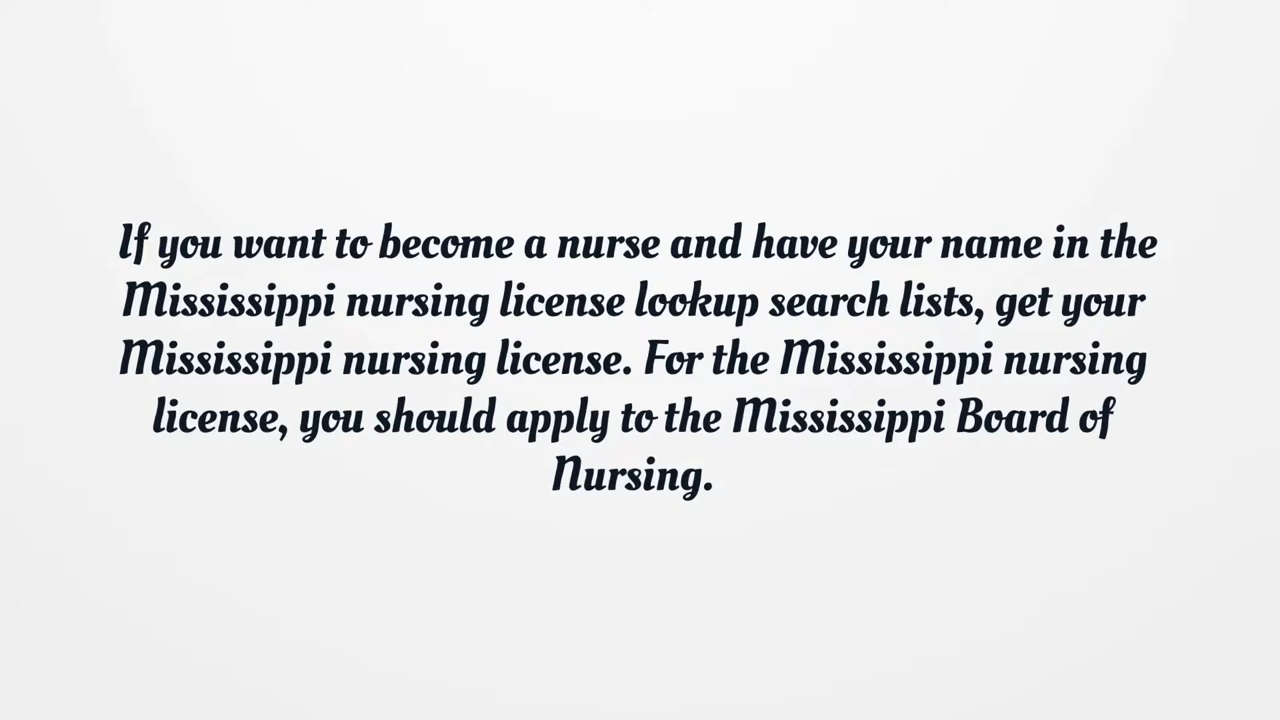 If you want to become a nurse and have your name in the
Mississippi nursing license lookup search lists, get your
Mississippi nursing license. For the Mississippi nursing
license, you should apply to the Mississippi Board of
Nursing.